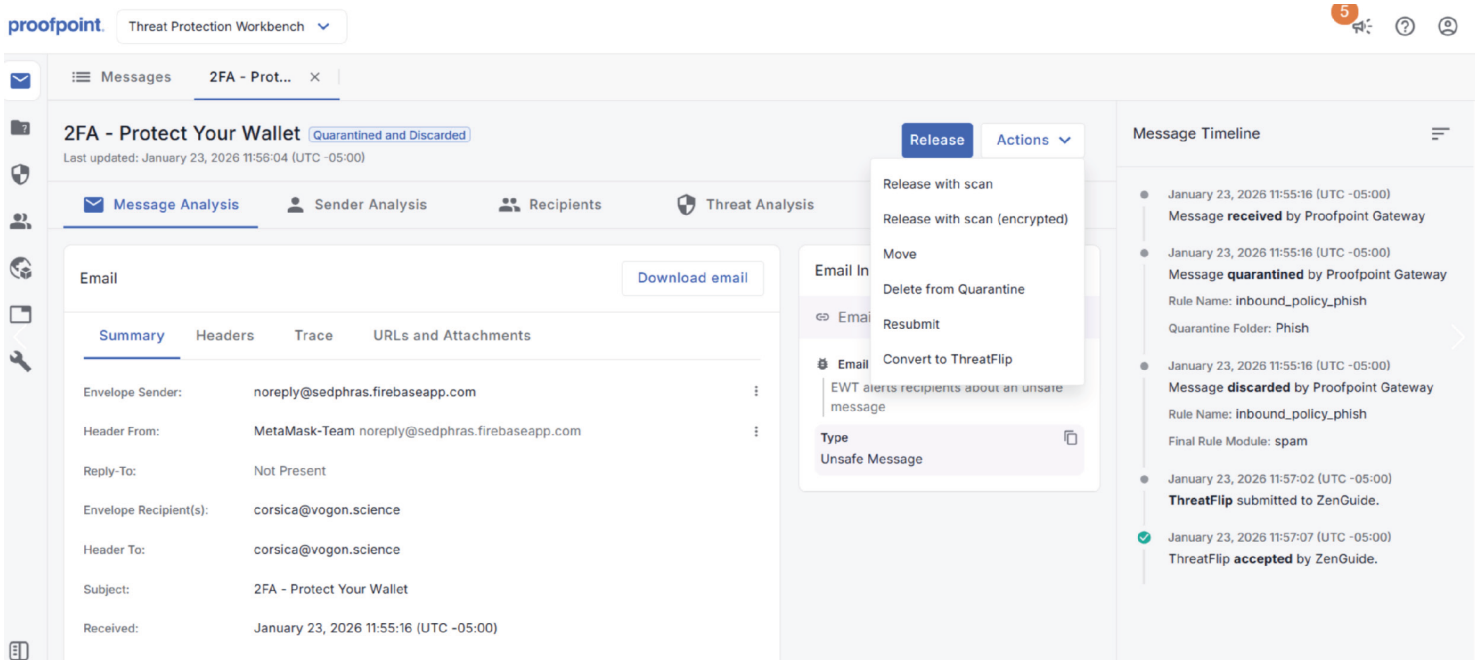 proofpoint.
Threat Protection Workbench
5
Messages
2FA - Prot...
2FA - Protect Your Wallet
Quarantined and Discarded
Last updated: January 23, 2026 11:56:04 (UTC -05:00)
Release
Actions
Release with scan
Release with scan (encrypted)
Move
Delete from Quarantine
Resubmit
Convert to ThreatFlip
Message Analysis
Sender Analysis
Recipients
Threat Analysis
Email
Download email
Summary
Headers
Trace
URLs and Attachments
Envelope Sender: noreply@sedphras.firebaseapp.com
Header From: MetaMask-Team noreply@sedphras.firebaseapp.com
Reply-To: Not Present
Envelope Recipient(s): corsica@vogon.science
Header To: corsica@vogon.science
Subject: 2FA - Protect Your Wallet
Received: January 23, 2026 11:55:16 (UTC -05:00)
Email In
Emai
Email
EWT alerts recipients about an unsafe
message
Type
Unsafe Message
Message Timeline
January 23, 2026 11:55:16 (UTC -05:00)
Message received by Proofpoint Gateway
January 23, 2026 11:55:16 (UTC -05:00)
Message quarantined by Proofpoint Gateway
Rule Name: inbound_policy_phish
Quarantine Folder: Phish
January 23, 2026 11:55:16 (UTC -05:00)
Message discarded by Proofpoint Gateway
Rule Name: inbound_policy_phish
Final Rule Module: spam
January 23, 2026 11:57:02 (UTC -05:00)
ThreatFlip submitted to ZenGuide.
January 23, 2026 11:57:07 (UTC -05:00)
ThreatFlip accepted by ZenGuide.